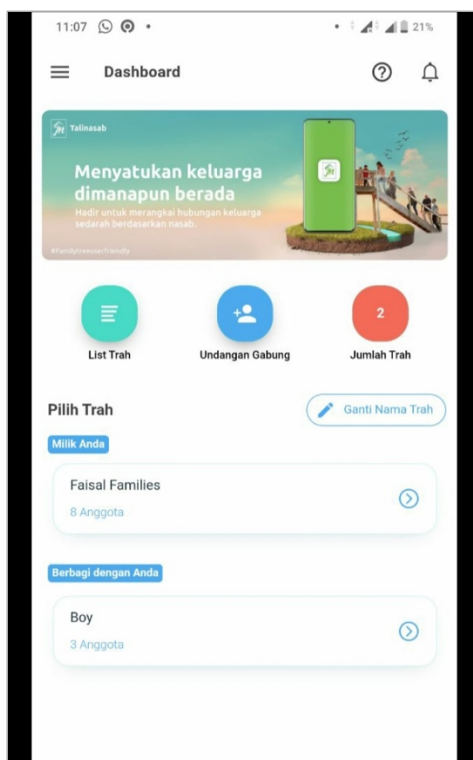 11:07
21%
Dashboard
Talinasab
Menyatukan keluarga
dimanapun berada
Hadir untuk merangkai hubungan keluarga
sedarah berdasarkan nasab.
#Familytreeuserfriendly
2
List Trah
Undangan Gabung
Jumlah Trah
Pilih Trah
Ganti Nama Trah
Milik Anda
Faisal Families
8 Anggota
Berbagi dengan Anda
Boy
3 Anggota